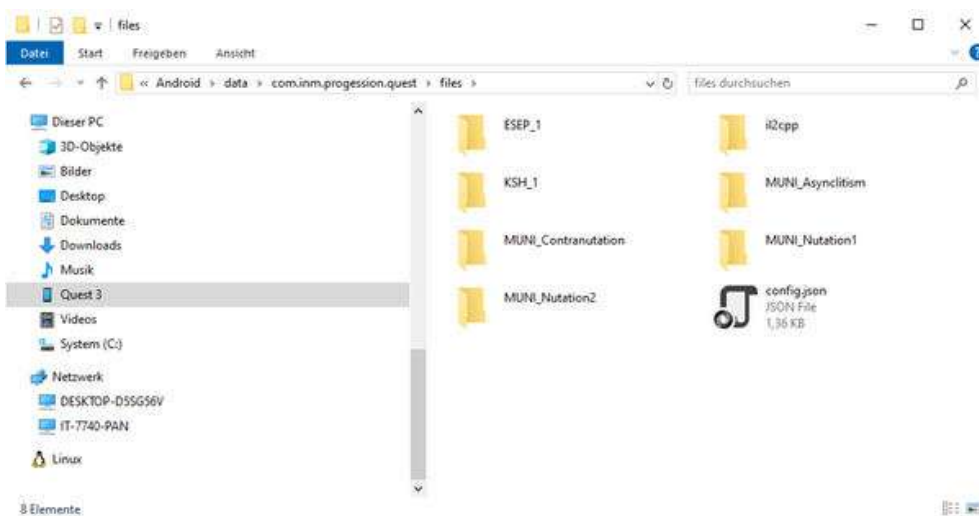 files
Datei Start Freigeben Ansicht
« Android › data › com.inm.progession.quest › files ›
files durchsuchen
Dieser PC
3D-Objekte
Bilder
Desktop
Dokumente
Downloads
Musik
Quest 3
Videos
System (C:)
Netzwerk
DESKTOP-D5SG56V
IT-7740-PAN
Linux
ESEP_1
il2cpp
KSH_1
MUNI_Asynclitism
MUNI_Contranutation
MUNI_Nutation1
MUNI_Nutation2
config.json
JSON File
1,36 KB
8 Elemente